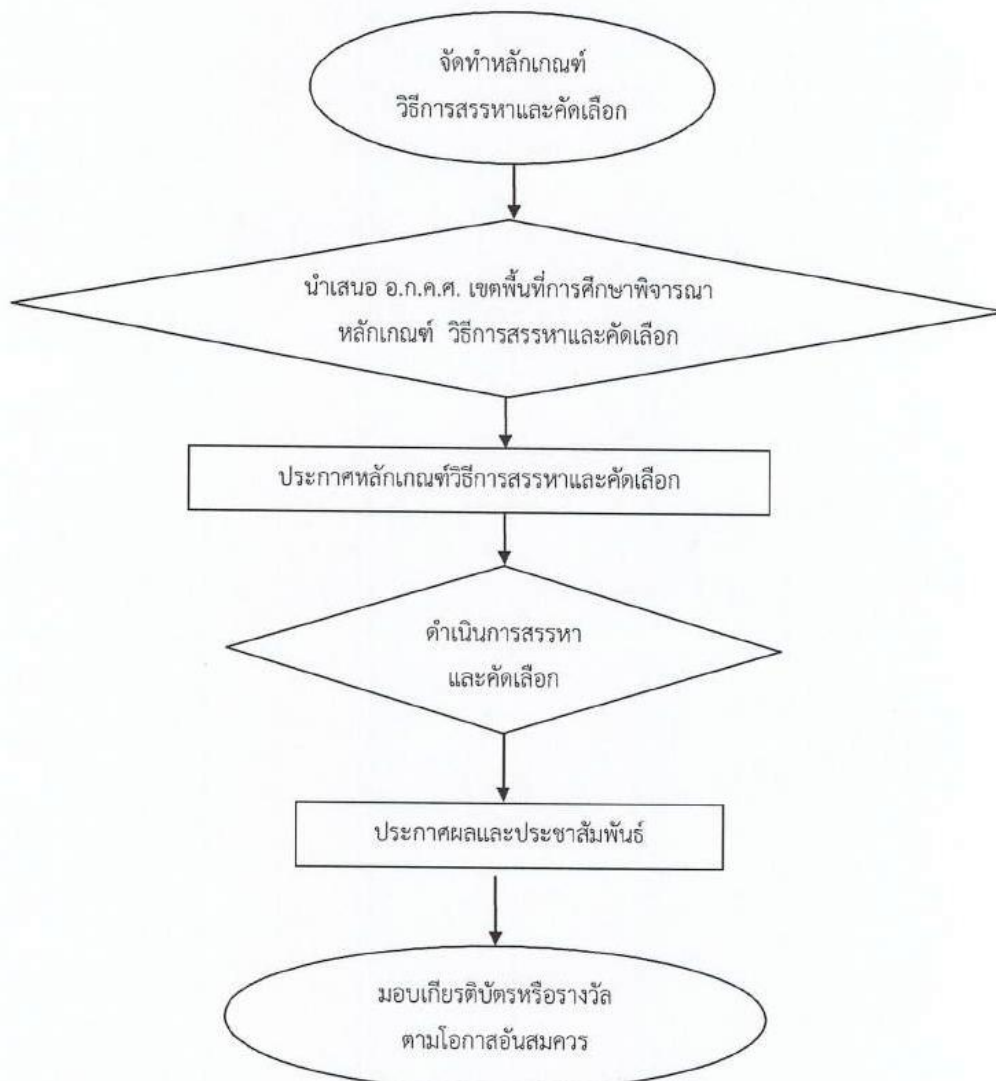 จัดทำหลักเกณฑ์
วิธีการสรรหาและคัดเลือก
นำเสนอ อ.ก.ค.ศ. เขตพื้นที่การศึกษาพิจารณา
หลักเกณฑ์ วิธีการสรรหาและคัดเลือก
ประกาศหลักเกณฑ์วิธีการสรรหาและคัดเลือก
ดำเนินการสรรหา
และคัดเลือก
ประกาศผลและประชาสัมพันธ์
มอบเกียรติบัตรหรือรางวัล
ตามโอกาสอันสมควร